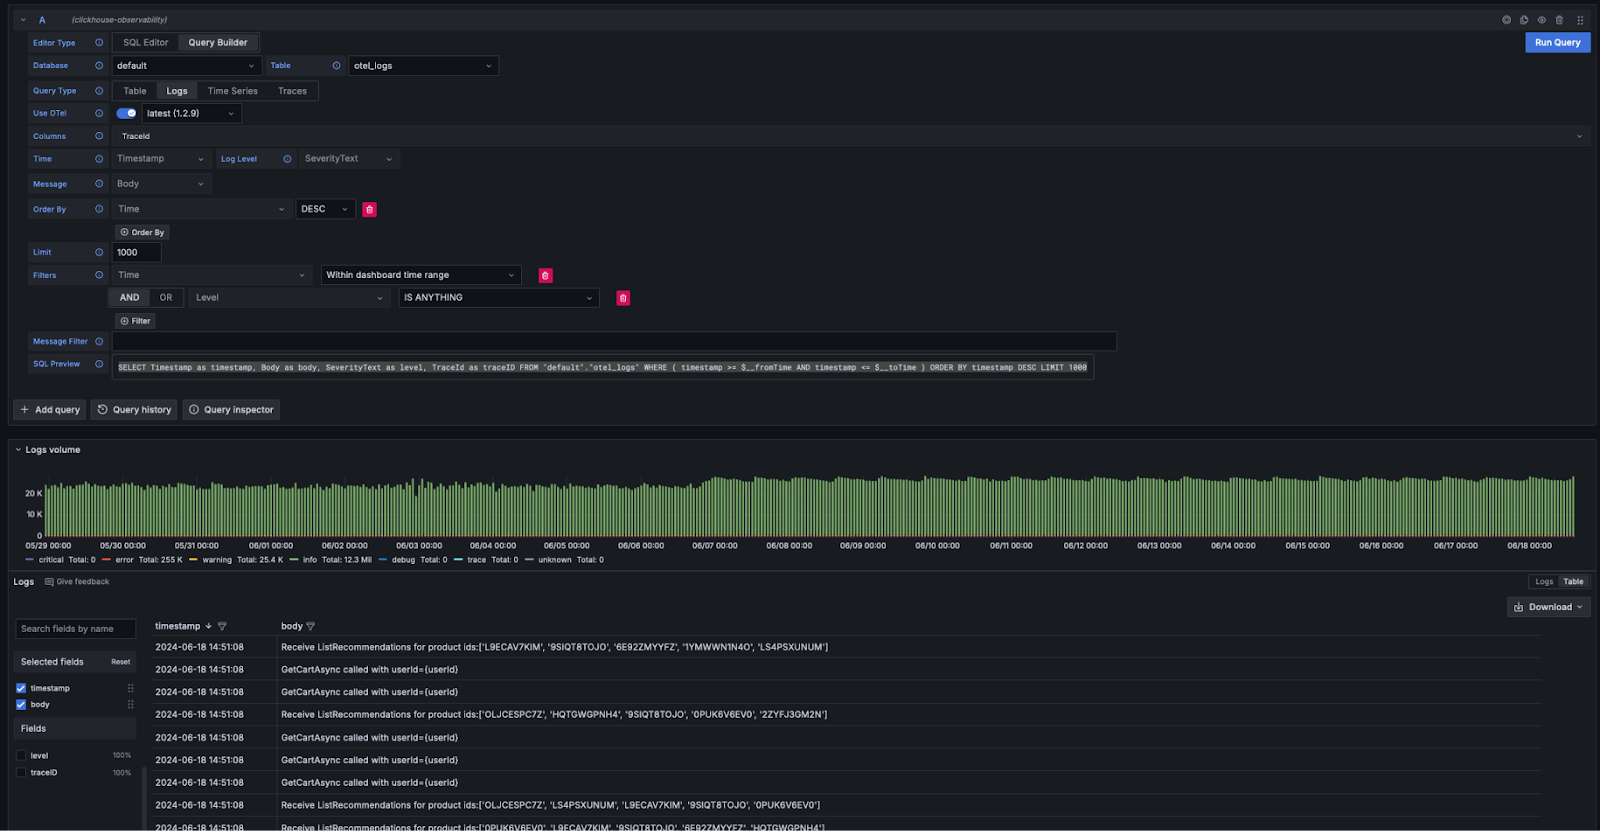 A (clickhouse-observability)
Editor Type SQL Editor Query Builder Run Query
Database default Table otel_logs
Query Type Table Logs Time Series Traces
Use OTel latest (1.2.9)
Columns TraceId
Time Timestamp Log Level SeverityText
Message Body
Order By Time DESC
Order By
Limit 1000
Filters Time Within dashboard time range
AND OR Level IS ANYTHING
Filter
Message Filter
SQL Preview SELECT Timestamp as timestamp, Body as body, SeverityText as level, TraceId as traceID FROM "default"."otel_logs" WHERE ( timestamp >= $__fromTime AND timestamp <= $__toTime ) ORDER BY timestamp DESC LIMIT 1000
Add query Query history Query inspector
Logs volume
20 K
10 K
0
05/29 00:00 05/30 00:00 05/31 00:00 06/01 00:00 06/02 00:00 06/03 00:00 06/04 00:00 06/05 00:00 06/06 00:00 06/07 00:00 06/08 00:00 06/09 00:00 06/10 00:00 06/11 00:00 06/12 00:00 06/13 00:00 06/14 00:00 06/15 00:00 06/16 00:00 06/17 00:00 06/18 00:00
critical Total: 0 error Total: 255 K warning Total: 25.4 K info Total: 12.3 Mil debug Total: 0 trace Total: 0 unknown Total: 0
Logs Give feedback Logs Table
Download
Search fields by name timestamp body
2024-06-18 14:51:08 Receive ListRecommendations for product ids:['L9ECAV7KIM', '9SIQT8TOJO', '6E92ZMYYFZ', '1YMWWN1N4O', 'LS4PSXUNUM']
Selected fields Reset 2024-06-18 14:51:08 GetCartAsync called with userId={userId}
timestamp 2024-06-18 14:51:08 GetCartAsync called with userId={userId}
body 2024-06-18 14:51:08 Receive ListRecommendations for product ids:['OLJCESPC7Z', 'HQTGWGPNH4', '9SIQT8TOJO', '0PUK6V6EV0', '2ZYFJ3GM2N']
Fields 2024-06-18 14:51:08 GetCartAsync called with userId={userId}
level 100% 2024-06-18 14:51:08 GetCartAsync called with userId={userId}
traceID 100% 2024-06-18 14:51:08 GetCartAsync called with userId={userId}
2024-06-18 14:51:08 Receive ListRecommendations for product ids:['OLJCESPC7Z', 'LS4PSXUNUM', 'L9ECAV7KIM', '9SIQT8TOJO', '0PUK6V6EV0']
2024-06-18 14:51:08 Receive ListRecommendations for product ids:['0PUK6V6EV0', 'L9ECAV7KIM', '9SIQT8TOJO', '6E92ZMYYFZ', 'HQTGWGPNH4']